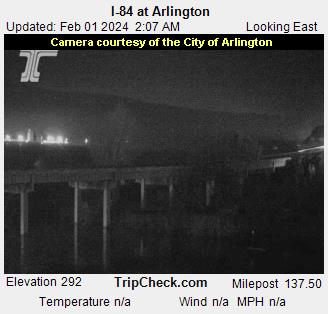 I-84 at Arlington
Updated: Feb 01 2024 2:07 AM Looking East
Camera courtesy of the City of Arlington
Elevation 292 TripCheck.com Milepost 137.50
Temperature n/a Wind n/a MPH n/a